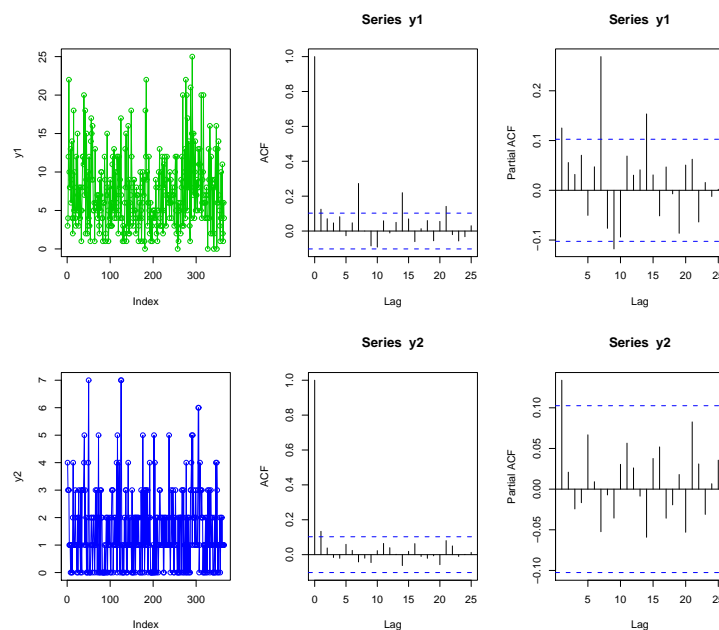 Series y1
Series y1
y1
0 5 10 15 20 25
0 100 200 300
Index
ACF
0.0 0.2 0.4 0.6 0.8 1.0
0 5 10 15 20 25
Lag
Partial ACF
−0.1 0.0 0.1 0.2
5 10 15 20 25
Lag
Series y2
Series y2
y2
0 1 2 3 4 5 6 7
0 100 200 300
Index
ACF
0.0 0.2 0.4 0.6 0.8 1.0
0 5 10 15 20 25
Lag
Partial ACF
−0.10 −0.05 0.00 0.05 0.10
5 10 15 20 25
Lag